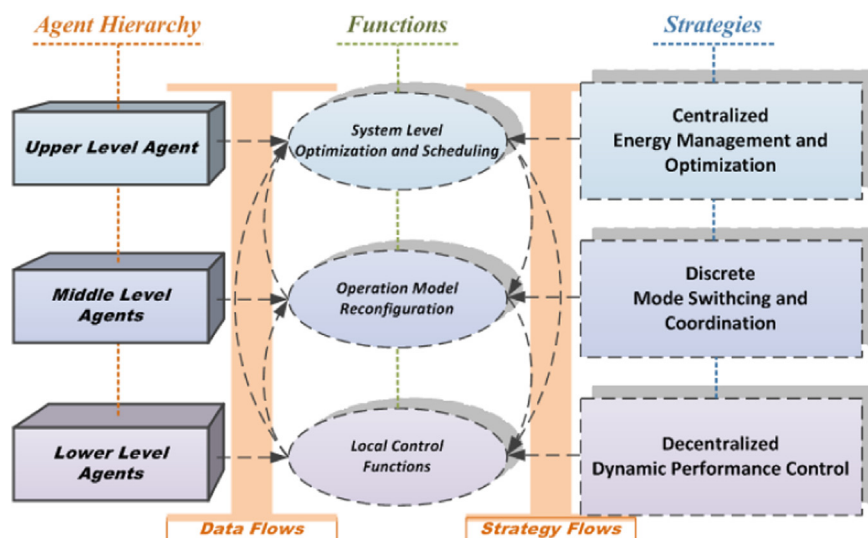 Agent Hierarchy
Functions
Strategies
Upper Level Agent
System Level
Optimization and Scheduling
Centralized
Energy Management and
Optimization
Middle Level
Agents
Operation Model
Reconfiguration
Discrete
Mode Swithcing and
Coordination
Lower Level
Agents
Local Control
Functions
Decentralized
Dynamic Performance Control
Data Flows
Strategy Flows